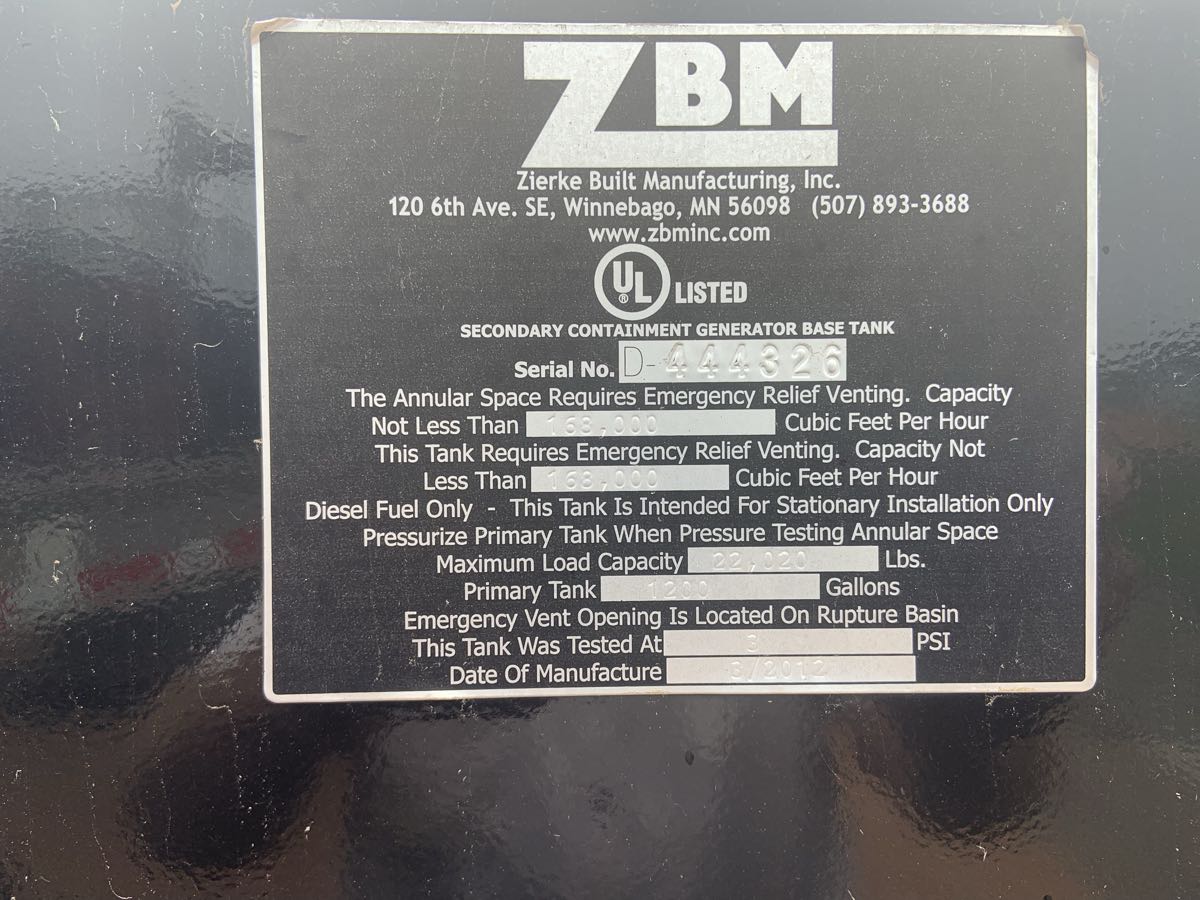 ZBM
Zierke Built Manufacturing, Inc.
120 6th Ave. SE, Winnebago, MN 56098 (507) 893-3688
www.zbminc.com
UL® LISTED
SECONDARY CONTAINMENT GENERATOR BASE TANK
Serial No. D-444326
The Annular Space Requires Emergency Relief Venting. Capacity
Not Less Than 168,000 Cubic Feet Per Hour
This Tank Requires Emergency Relief Venting. Capacity Not
Less Than 168,000 Cubic Feet Per Hour
Diesel Fuel Only - This Tank Is Intended For Stationary Installation Only
Pressurize Primary Tank When Pressure Testing Annular Space
Maximum Load Capacity 22,020 Lbs.
Primary Tank 1200 Gallons
Emergency Vent Opening Is Located On Rupture Basin
This Tank Was Tested At 3 PSI
Date Of Manufacture 3/2012